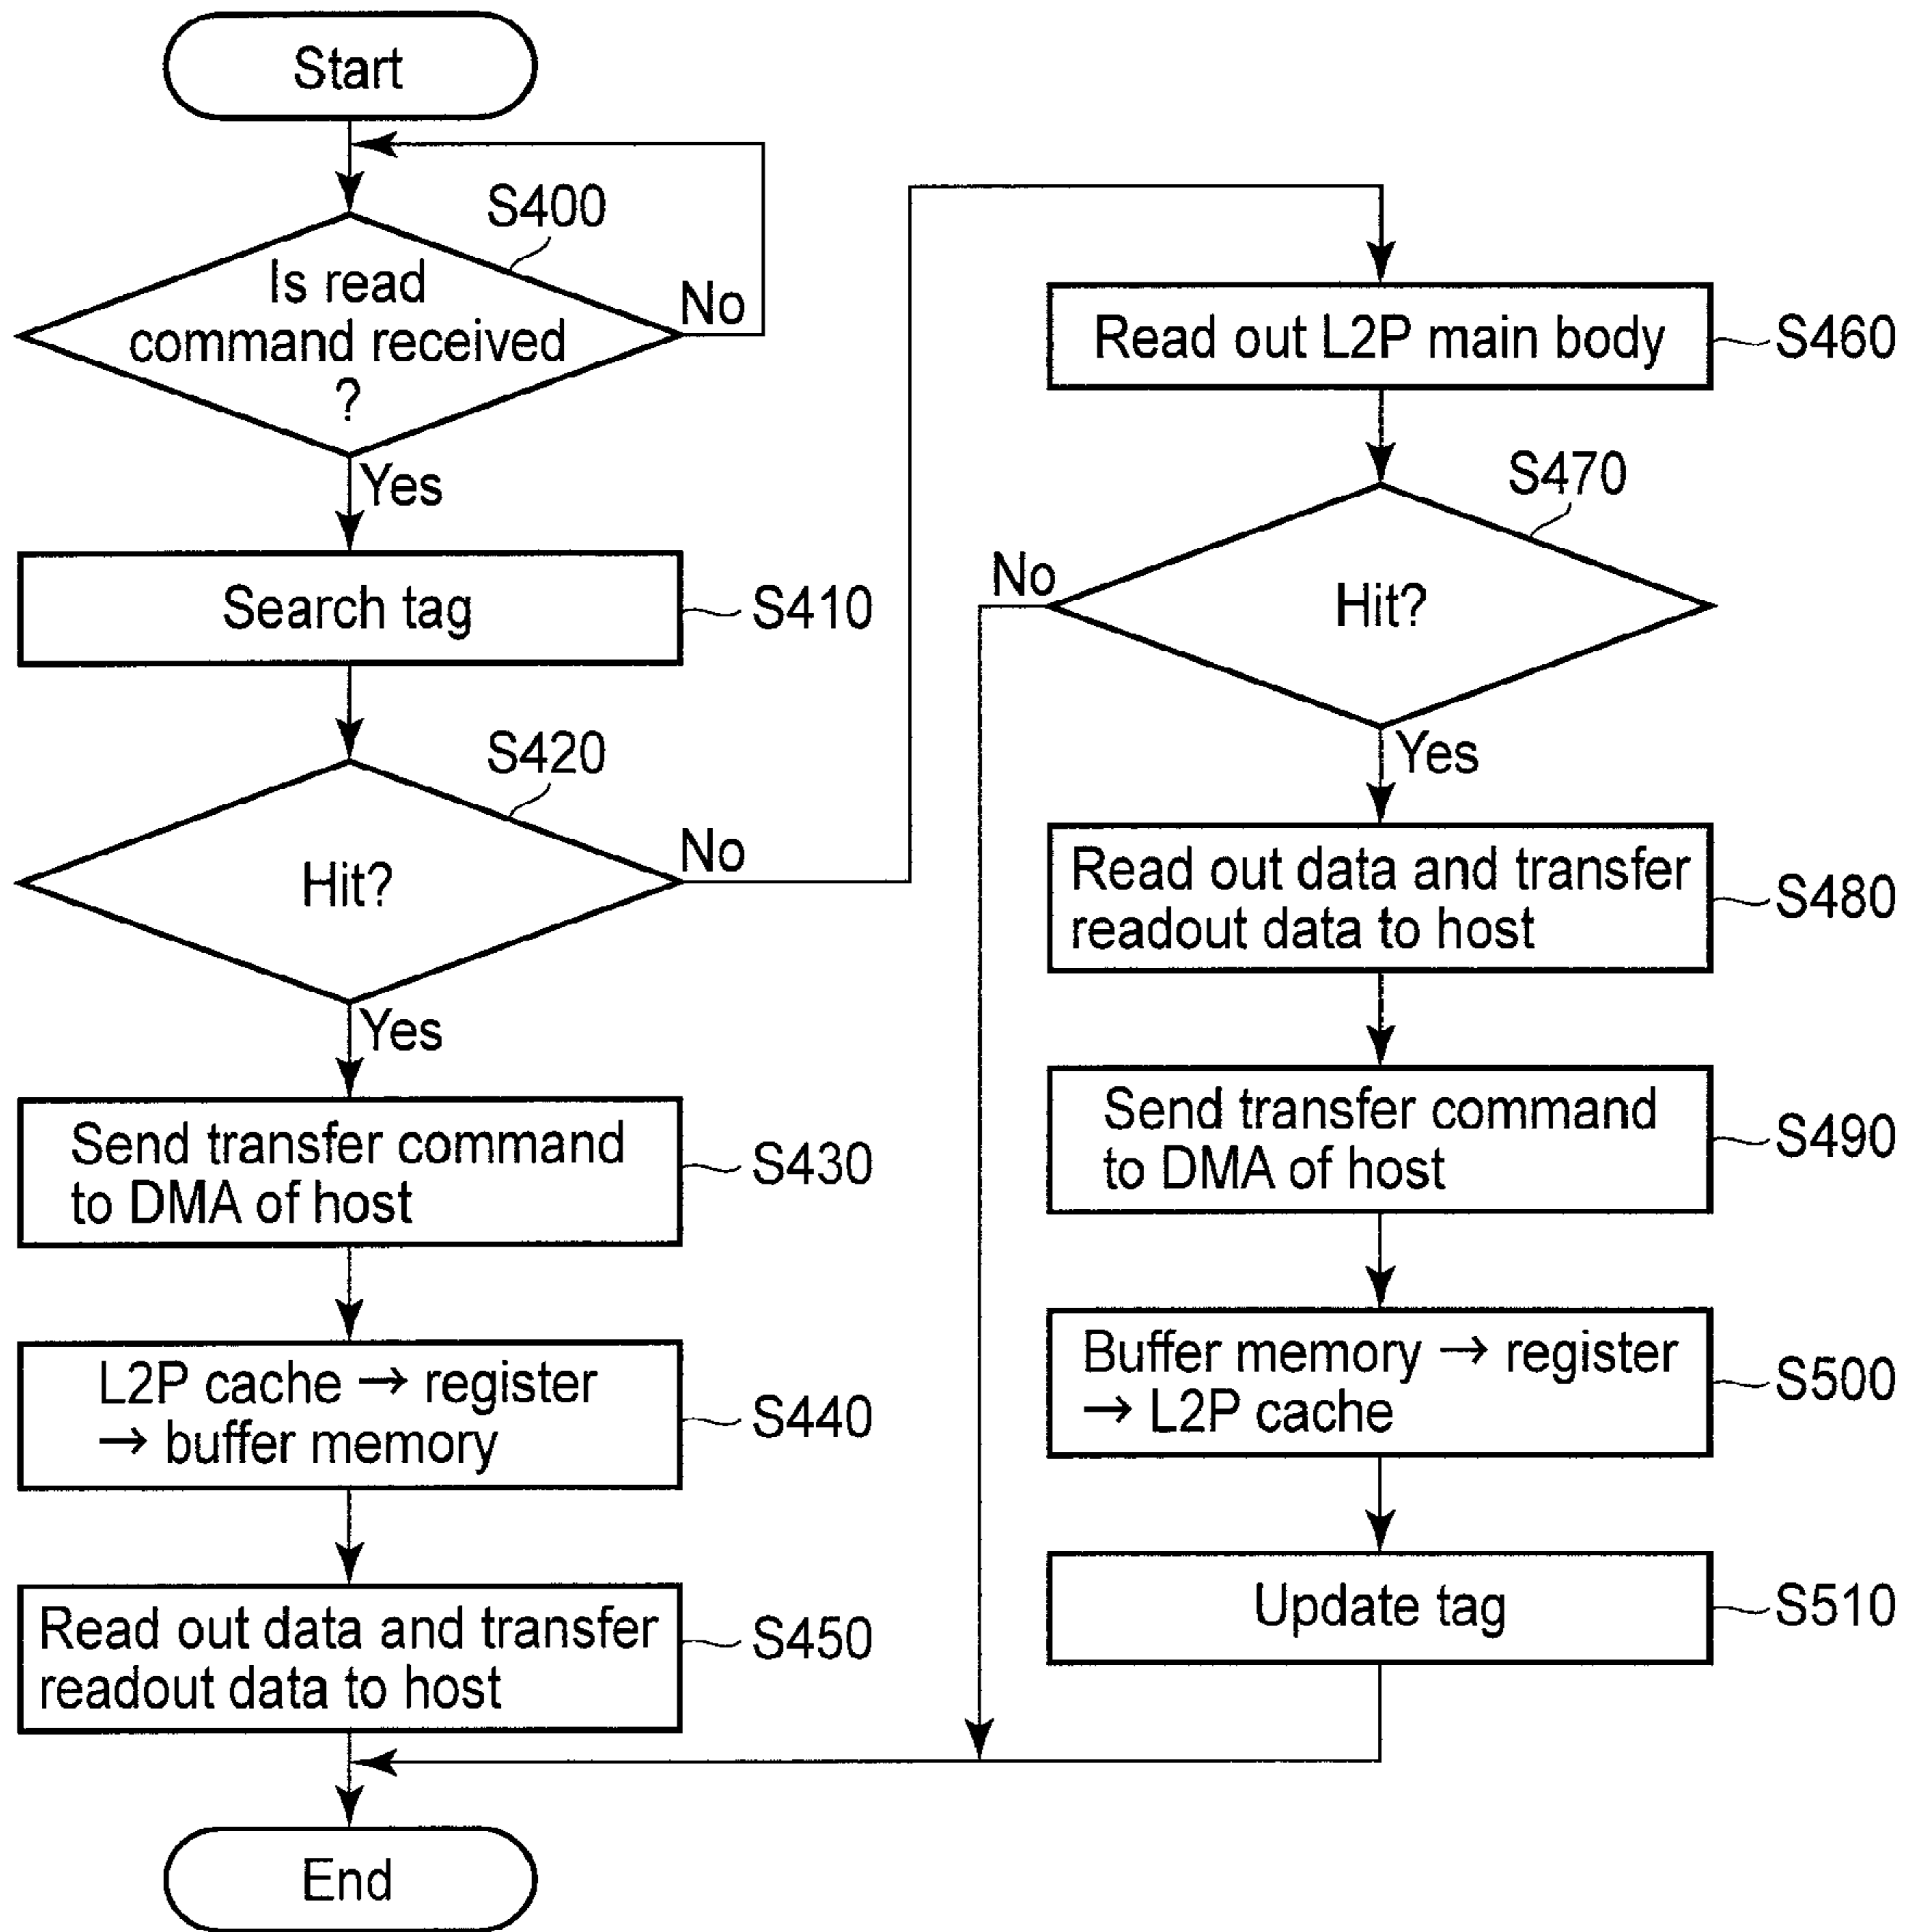 Start
S400
Is read
command received
?
No
Yes
Search tag
S410
S420
Hit?
No
Yes
Send transfer command
to DMA of host
S430
L2P cache → register
→ buffer memory
S440
Read out data and transfer
readout data to host
S450
End
Read out L2P main body
S460
S470
Hit?
No
Yes
Read out data and transfer
readout data to host
S480
Send transfer command
to DMA of host
S490
Buffer memory → register
→ L2P cache
S500
Update tag
S510